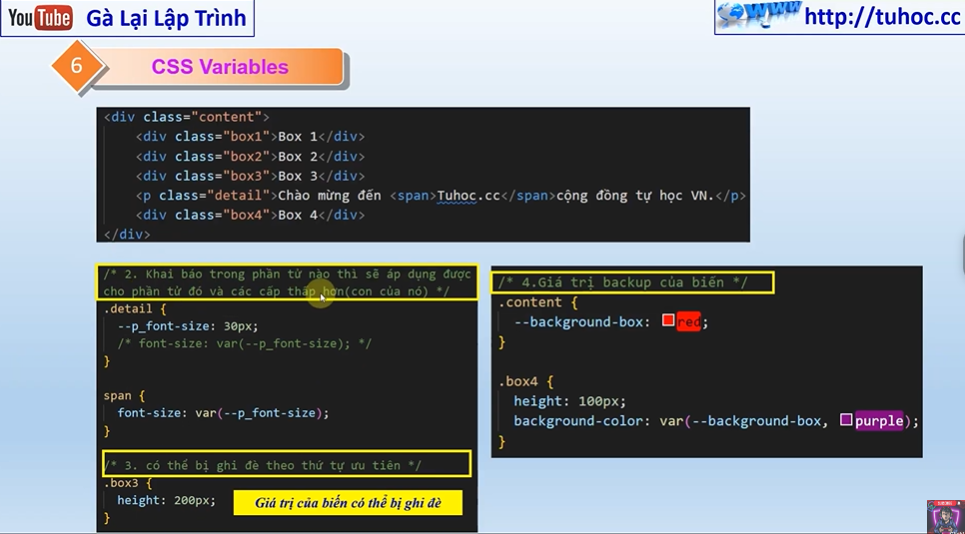 YouTube Gà Lại Lập Trình
www http://tuhoc.cc
6 CSS Variables
<div class="content">
<div class="box1">Box 1</div>
<div class="box2">Box 2</div>
<div class="box3">Box 3</div>
<p class="detail">Chào mừng đến <span>Tuhoc.cc</span>cộng đồng tự học VN.</p>
<div class="box4">Box 4</div>
</div>
/* 2. Khai báo trong phần tử nào thì sẽ áp dụng được
cho phần tử đó và các cấp thấp hơn(con của nó) */
.detail {
--p_font-size: 30px;
/* font-size: var(--p_font-size); */
}
span {
font-size: var(--p_font-size);
}
/* 3. có thể bị ghi đè theo thứ tự ưu tiên */
.box3 {
height: 200px;
}
Giá trị của biến có thể bị ghi đè
/* 4.Giá trị backup của biến */
.content {
--background-box: red;
}
.box4 {
height: 100px;
background-color: var(--background-box, purple);
}